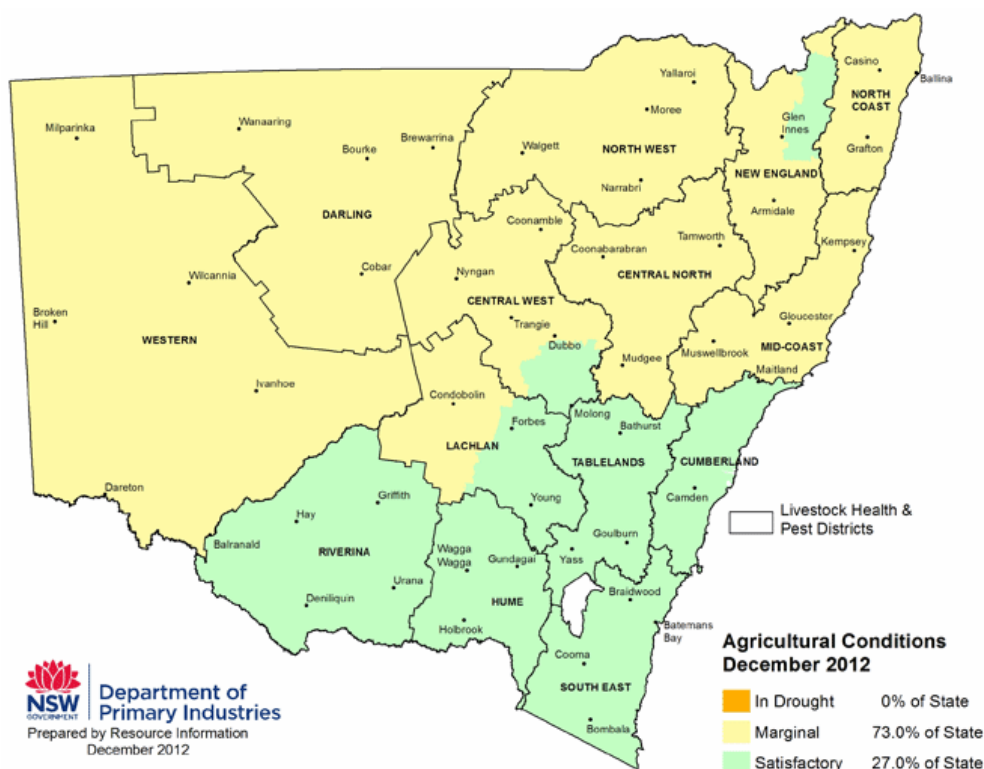 Yallaroi
Casino
Ballina
Milparinka
Wanaaring
Moree
NORTH
COAST
Brewarrina
Glen
Innes
Bourke
Walgett
NORTH WEST
Grafton
NEW ENGLAND
Narrabri
DARLING
Armidale
Coonamble
Tamworth
Kempsey
Coonabarabran
Cobar
Nyngan
CENTRAL NORTH
Wilcannia
CENTRAL WEST
Broken
Hill
Gloucester
Trangie
WESTERN
Dubbo
Muswellbrook
MID-COAST
Mudgee
Maitland
Ivanhoe
Condobolin
Molong
Forbes
Bathurst
LACHLAN
TABLELANDS
CUMBERLAND
Dareton
Griffith
Young
Camden
Hay
Livestock Health &
Pest Districts
Goulburn
Balranald
RIVERINA
Wagga
Wagga
Gundagai
Yass
Urana
Braidwood
Deniliquin
HUME
Holbrook
Batemans
Bay
Cooma
SOUTH EAST
Bombala
Agricultural Conditions
December 2012
In Drought 0% of State
Marginal 73.0% of State
Satisfactory 27.0% of State
NSW
GOVERNMENT
Department of
Primary Industries
Prepared by Resource Information
December 2012